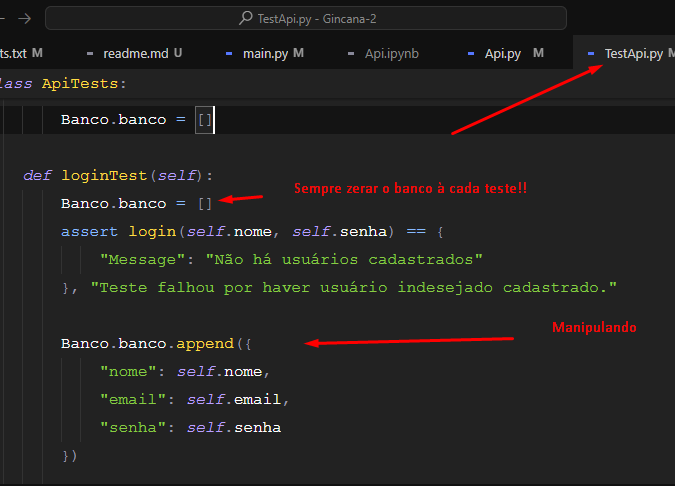 TestApi.py - Gincana-2
ts.txt M readme.md U main.py M Api.ipynb Api.py M TestApi.py M
lass ApiTests:
Banco.banco = []
def loginTest(self):
Banco.banco = [] Sempre zerar o banco à cada teste!!
assert login(self.nome, self.senha) == {
"Message": "Não há usuários cadastrados"
}, "Teste falhou por haver usuário indesejado cadastrado."
Manipulando
Banco.banco.append({
"nome": self.nome,
"email": self.email,
"senha": self.senha
})